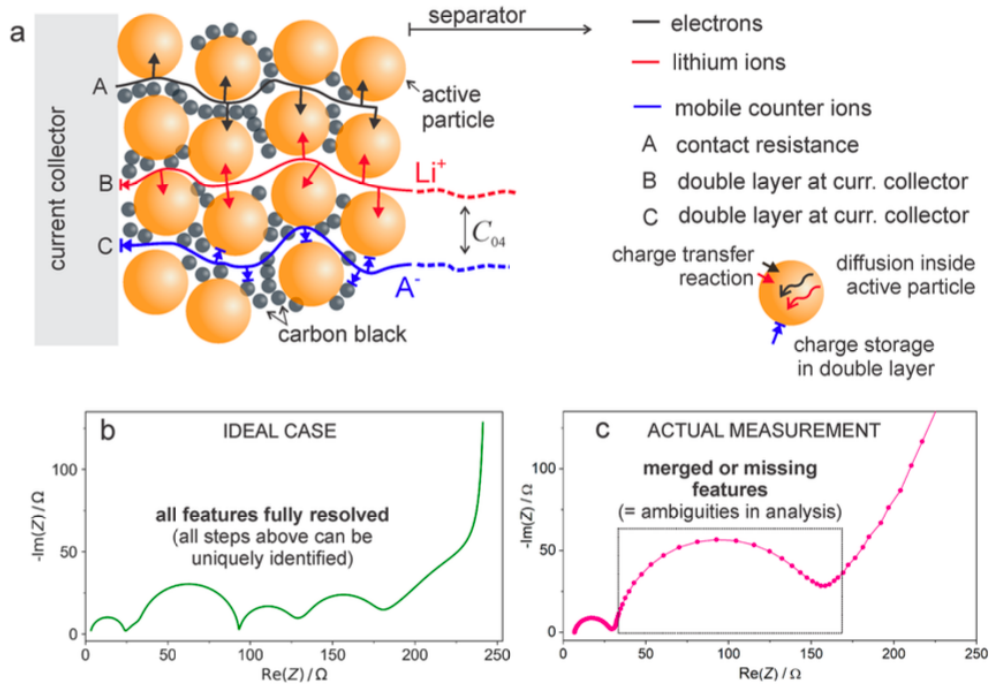 a
current collector
A
B
C
separator
active
particle
Li⁺
C₀₄
A⁻
carbon black
electrons
lithium ions
mobile counter ions
A contact resistance
B double layer at curr. collector
C double layer at curr. collector
charge transfer
reaction
diffusion inside
active particle
charge storage
in double layer
b
IDEAL CASE
all features fully resolved
(all steps above can be
uniquely identified)
-Im(Z) / Ω
100
50
0
0 50 100 150 200 250
Re(Z) / Ω
c
ACTUAL MEASUREMENT
merged or missing
features
(= ambiguities in analysis)
-Im(Z) / Ω
100
50
0
0 50 100 150 200 250
Re(Z) / Ω